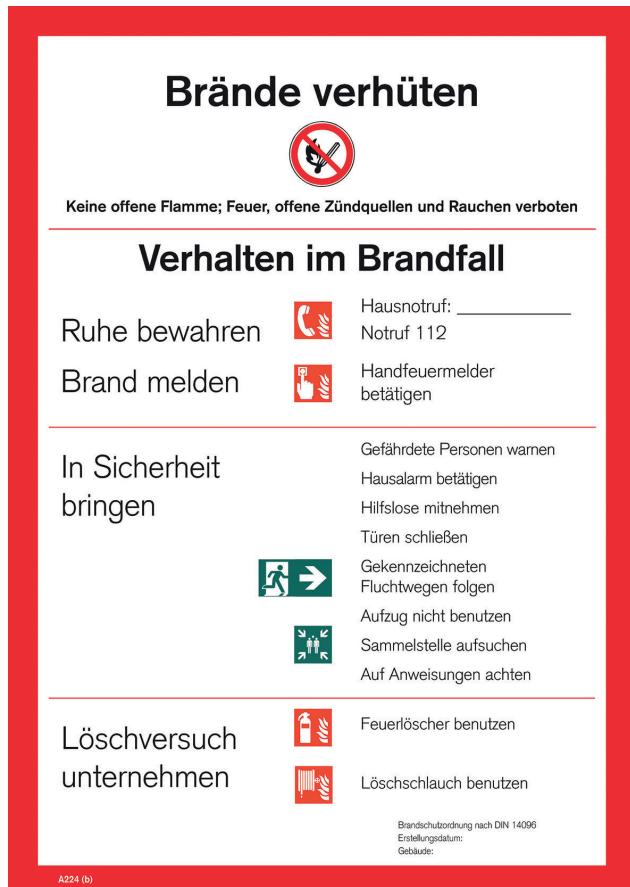 Brände verhüten
Keine offene Flamme; Feuer, offene Zündquellen und Rauchen verboten
Verhalten im Brandfall
Ruhe bewahren
Hausnotruf: ____________
Notruf 112
Brand melden
Handfeuermelder
betätigen
In Sicherheit
bringen
Gefährdete Personen warnen
Hausalarm betätigen
Hilfslose mitnehmen
Türen schließen
Gekennzeichneten
Fluchtwegen folgen
Aufzug nicht benutzen
Sammelstelle aufsuchen
Auf Anweisungen achten
Löschversuch
unternehmen
Feuerlöscher benutzen
Löschschlauch benutzen
Brandschutzordnung nach DIN 14096
Erstellungsdatum:
Gebäude:
A224 (b)